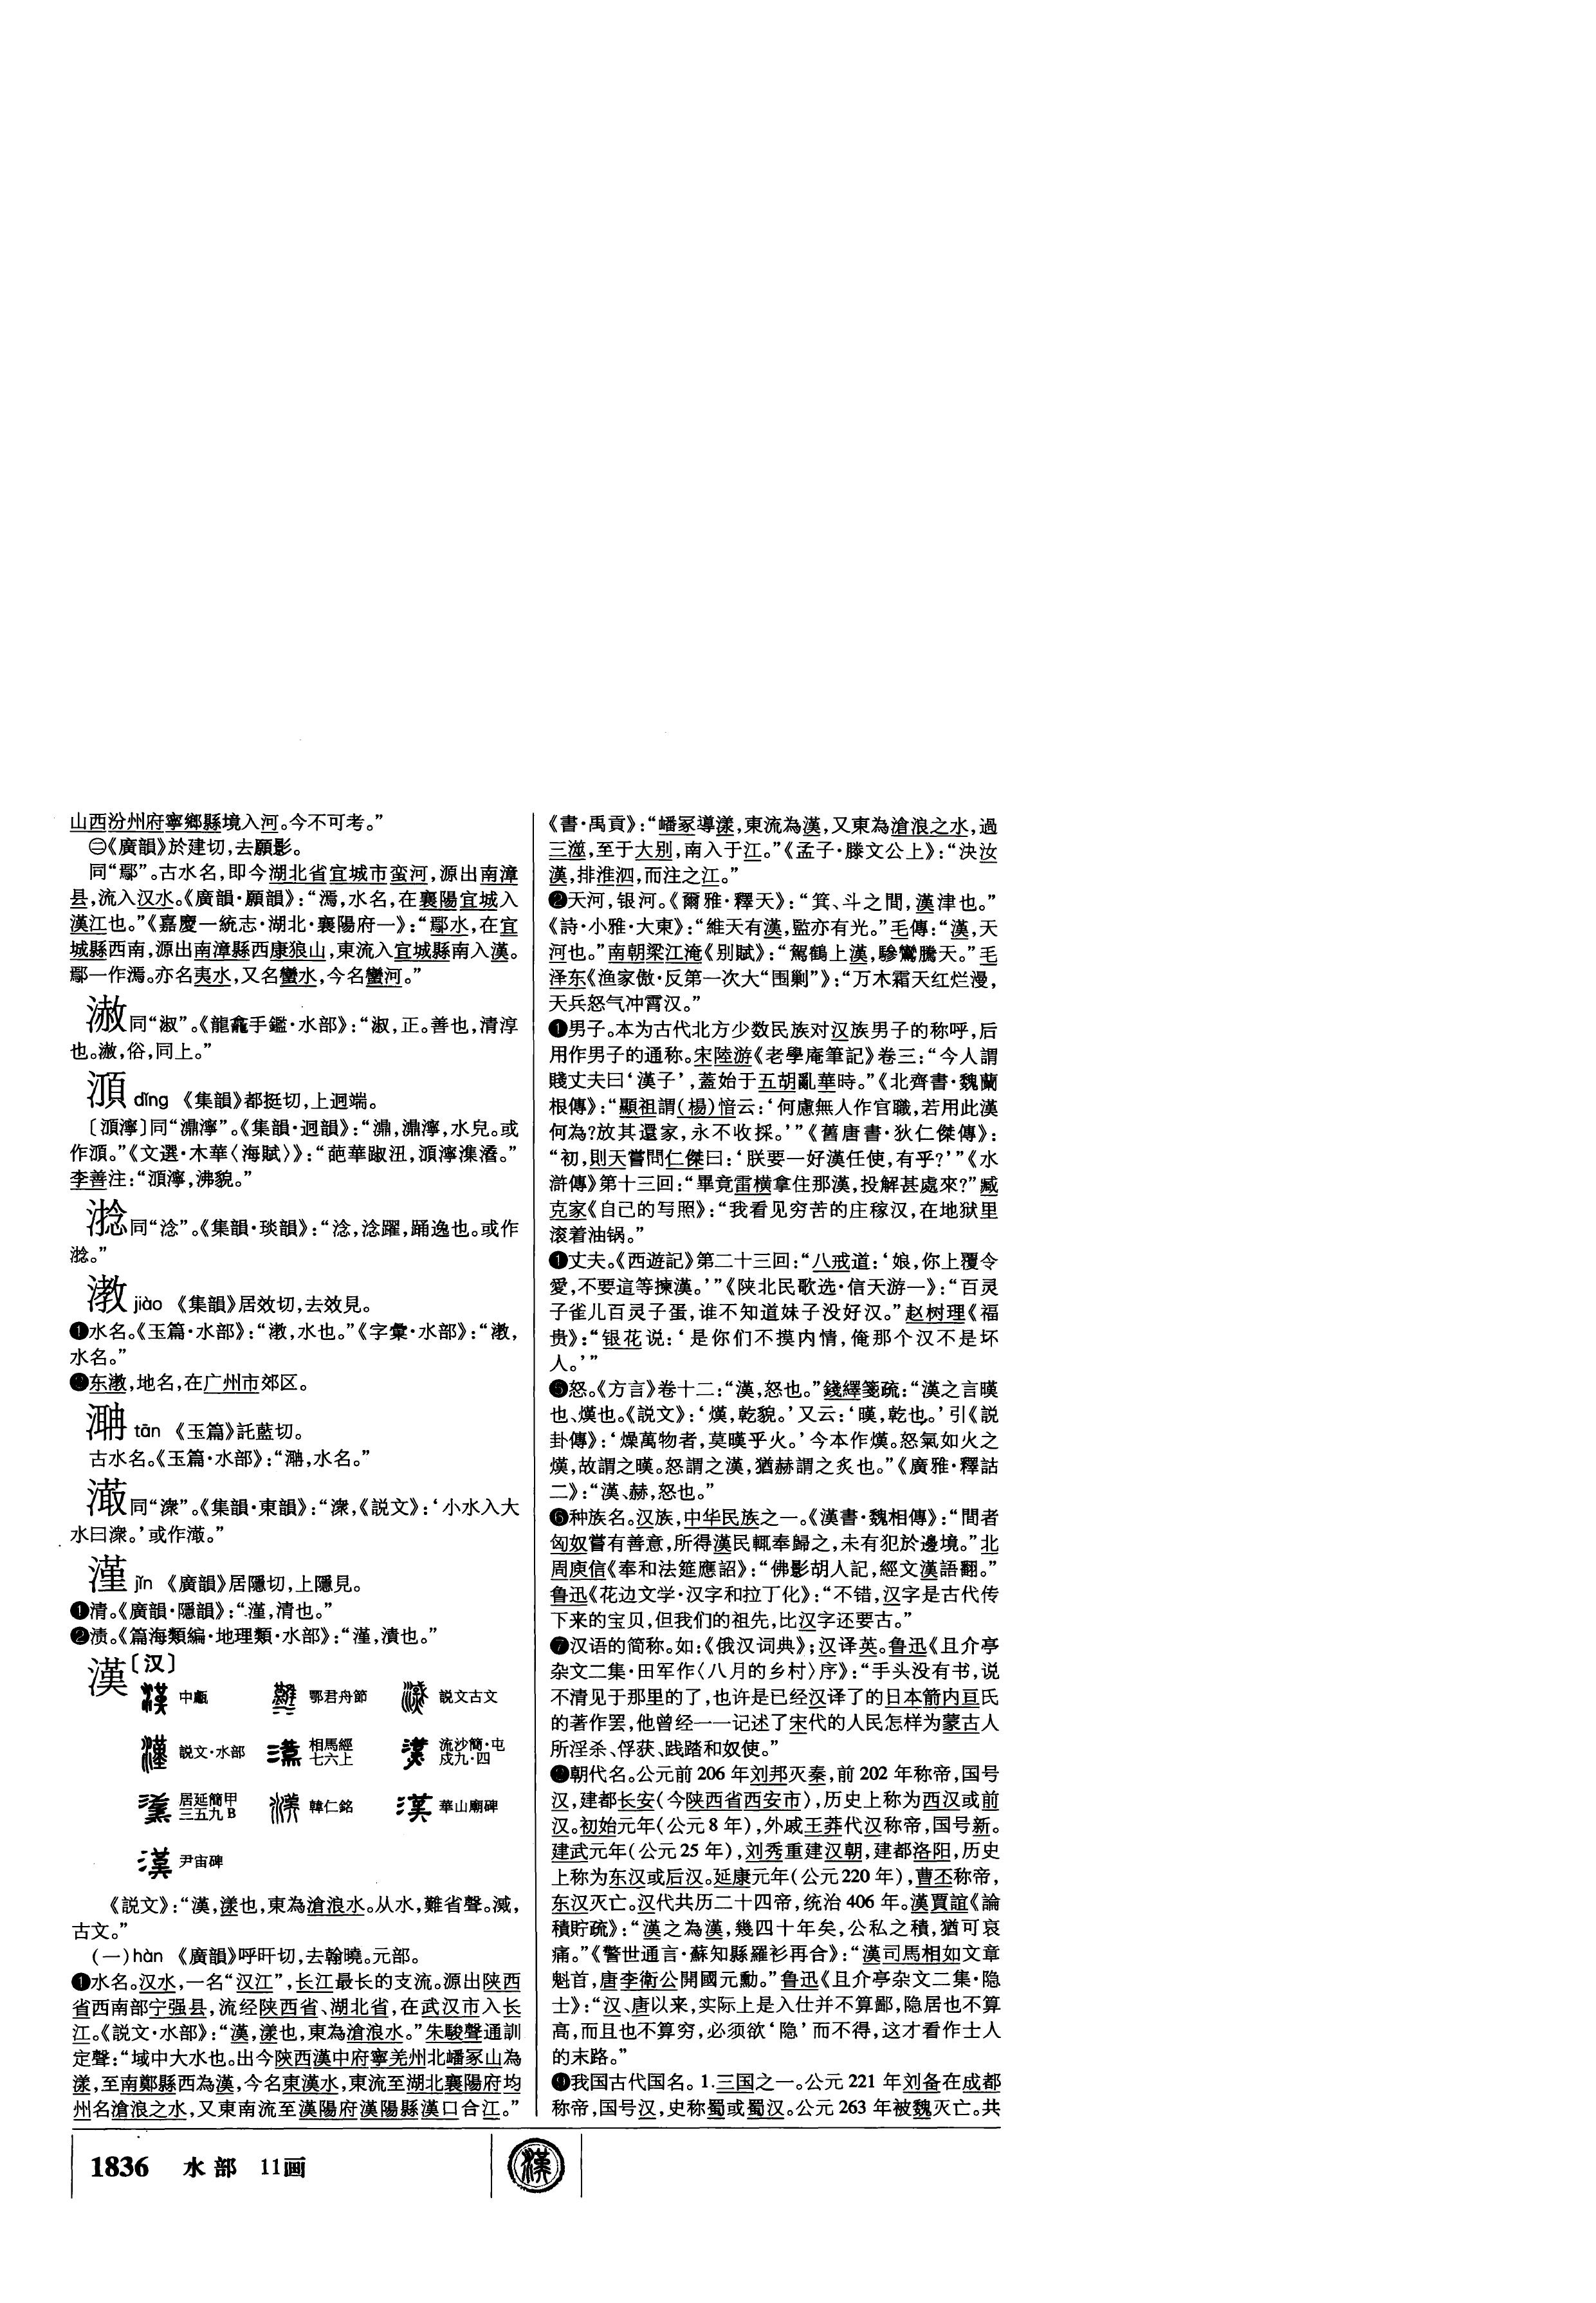 山西汾州府寧鄉縣境入河。今不可考。”
㊁《廣韻》於建切，去願影。
同“鄢”。古水名，即今湖北省宜城市蛮河，源出南漳
县，流入汉水。《廣韻·願韻》：“漹，水名，在襄陽宜城入
漢江也。”《嘉慶一統志·湖北·襄陽府一》：“鄢水，在宜
城縣西南，源出南漳縣西康狼山，東流入宜城縣南入漢。
鄢一作漹。亦名夷水，又名蠻水，今名蠻河。”
同“淑”。《龍龕手鑑·水部》：“淑，正。善也，清淳
也。，俗，同上。”
㴿 dǐng 《集韻》都挺切，上迥端。
〔㴿濘〕同“濎濘”。《集韻·迥韻》：“濎，濎濘，水皃。或
作㴿。”《文選·木華〈海賦〉》：“葩華踧沑，㴿濘潗㵫。”
李善注：“㴿濘，沸貌。”
同“淰”。《集韻·琰韻》：“淰，淰躍，踊逸也。或作
。”
漖 jiào 《集韻》居效切，去效見。
❶水名。《玉篇·水部》：“漖，水也。”《字彙·水部》：“漖，
水名。”
❷东漖，地名，在广州市郊区。
tān 《玉篇》託藍切。
古水名。《玉篇·水部》：“，水名。”
同“潨”。《集韻·東韻》：“潨，《説文》：‘小水入大
水曰潨。’或作。”
漌 jǐn 《廣韻》居隱切，上隱見。
❶清。《廣韻·隱韻》：“漌，清也。”
❷漬。《篇海類編·地理類·水部》：“漌，漬也。”
漢〔汉〕
中甗 鄂君舟節 説文古文
説文·水部 相馬經七六上 流沙簡·屯戍九·四
居延簡甲三五九B 韓仁銘 華山廟碑
尹宙碑
《説文》：“漢，漾也，東為滄浪水。从水，難省聲。㵄，
古文。”
（一）hàn 《廣韻》呼旰切，去翰曉。元部。
❶水名。汉水，一名“汉江”，长江最长的支流。源出陕西
省西南部宁强县，流经陕西省、湖北省，在武汉市入长
江。《説文·水部》：“漢，漾也，東為滄浪水。”朱駿聲通訓
定聲：“域中大水也。出今陝西漢中府寧羌州北嶓冢山為
漾，至南鄭縣西為漢，今名東漢水，東流至湖北襄陽府均
州名滄浪之水，又東南流至漢陽府漢陽縣漢口合江。”
《書·禹貢》：“嶓冢導漾，東流為漢，又東為滄浪之水，過
三澨，至于大别，南入于江。”《孟子·滕文公上》：“決汝
漢，排淮泗，而注之江。”
❷天河，银河。《爾雅·釋天》：“箕、斗之間，漢津也。”
《詩·小雅·大東》：“維天有漢，監亦有光。”毛傳：“漢，天
河也。”南朝梁江淹《别賦》：“駕鶴上漢，驂鸞騰天。”毛
泽东《渔家傲·反第一次大“围剿”》：“万木霜天红烂漫，
天兵怒气冲霄汉。”
❶男子。本为古代北方少数民族对汉族男子的称呼，后
用作男子的通称。宋陸游《老學庵筆記》卷三：“今人謂
賤丈夫曰‘漢子’，蓋始于五胡亂華時。”《北齊書·魏蘭
根傳》：“顯祖謂（楊）愔云：‘何慮無人作官職，若用此漢
何為？放其還家，永不收採。’”《舊唐書·狄仁傑傳》：
“初，則天嘗問仁傑曰：‘朕要一好漢任使，有乎？’”《水
滸傳》第十三回：“畢竟雷横拿住那漢，投解甚處來？”臧
克家《自己的写照》：“我看见穷苦的庄稼汉，在地狱里
滚着油锅。”
❶丈夫。《西遊記》第二十三回：“八戒道：‘娘，你上覆令
愛，不要這等揀漢。’”《陕北民歌选·信天游一》：“百灵
子雀儿百灵子蛋，谁不知道妹子没好汉。”赵树理《福
贵》：“银花说：‘是你们不摸内情，俺那个汉不是坏
人。’”
❺怒。《方言》卷十二：“漢，怒也。”錢繹箋疏：“漢之言暵
也、熯也。《説文》：‘熯，乾貌。’又云：‘暵，乾也。’引《説
卦傳》：‘燥萬物者，莫暵乎火。’今本作熯。怒氣如火之
熯，故謂之暵。怒謂之漢，猶赫謂之炙也。”《廣雅·釋詁
二》：“漢、赫，怒也。”
❻种族名。汉族，中华民族之一。《漢書·魏相傳》：“間者
匈奴嘗有善意，所得漢民輒奉歸之，未有犯於邊境。”北
周庾信《奉和法筵應詔》：“佛影胡人記，經文漢語翻。”
鲁迅《花边文学·汉字和拉丁化》：“不错，汉字是古代传
下来的宝贝，但我们的祖先，比汉字还要古。”
❼汉语的简称。如：《俄汉词典》；汉译英。鲁迅《且介亭
杂文二集·田军作〈八月的乡村〉序》：“手头没有书，说
不清见于那里的了，也许是已经汉译了的日本箭内亘氏
的著作罢，他曾经一一记述了宋代的人民怎样为蒙古人
所淫杀、俘获、践踏和奴使。”
❽朝代名。公元前206年刘邦灭秦，前202年称帝，国号
汉，建都长安（今陕西省西安市），历史上称为西汉或前
汉。初始元年（公元8年），外戚王莽代汉称帝，国号新。
建武元年（公元25年），刘秀重建汉朝，建都洛阳，历史
上称为东汉或后汉。延康元年（公元220年），曹丕称帝，
东汉灭亡。汉代共历二十四帝，统治406年。漢賈誼《論
積貯疏》：“漢之為漢，幾四十年矣，公私之積，猶可哀
痛。”《警世通言·蘇知縣羅衫再合》：“漢司馬相如文章
魁首，唐李衛公開國元勳。”鲁迅《且介亭杂文二集·隐
士》：“汉、唐以来，实际上是入仕并不算鄙，隐居也不算
高，而且也不算穷，必须欲‘隐’而不得，这才看作士人
的末路。”
❾我国古代国名。1.三国之一。公元221年刘备在成都
称帝，国号汉，史称蜀或蜀汉。公元263年被魏灭亡。共
1836 水部 11画
漢